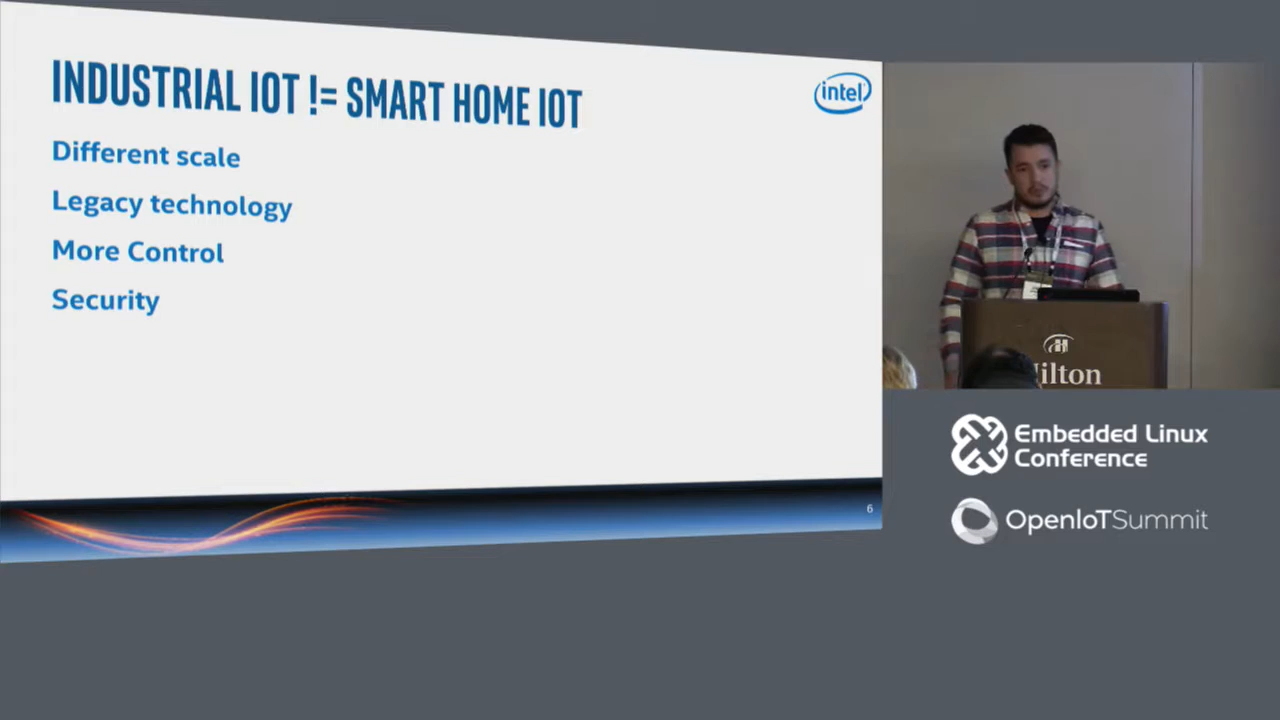 INDUSTRIAL IOT != SMART HOME IOT
intel
Different scale
Legacy technology
More Control
Security
6
Hilton
Embedded Linux
Conference
OpenIoTSummit